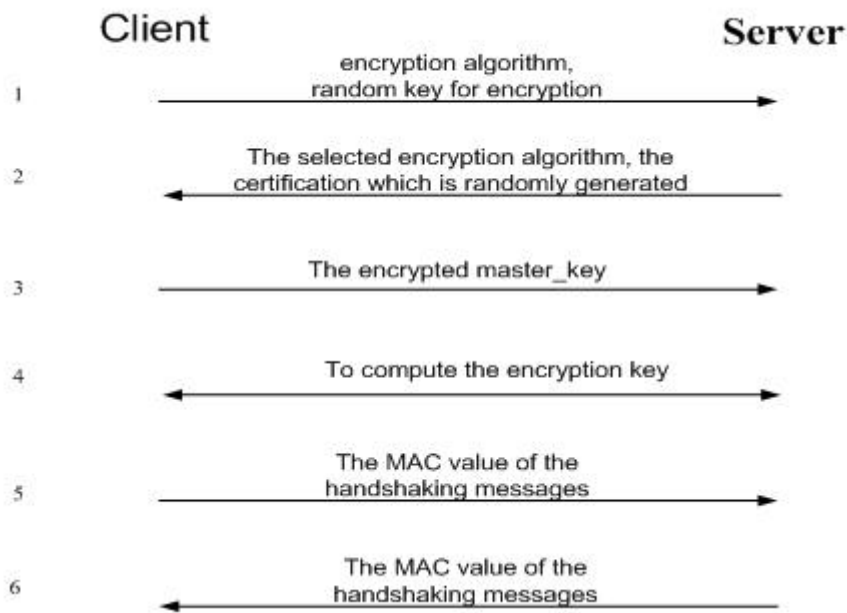 Client
Server
1
encryption algorithm,
random key for encryption
2
The selected encryption algorithm, the
certification which is randomly generated
3
The encrypted master_key
4
To compute the encryption key
5
The MAC value of the
handshaking messages
6
The MAC value of the
handshaking messages